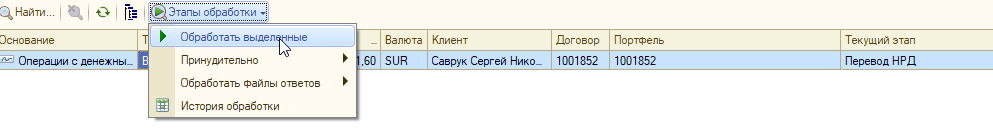 Найти... Этапы обработки
Основание Т ... Валюта Клиент Договор Портфель Текущий этап
Операции с денежны... В 1,60 SUR Саврук Сергей Нико... 1001852 1001852 Перевод НРД
Обработать выделенные
Принудительно
Обработать файлы ответов
История обработки